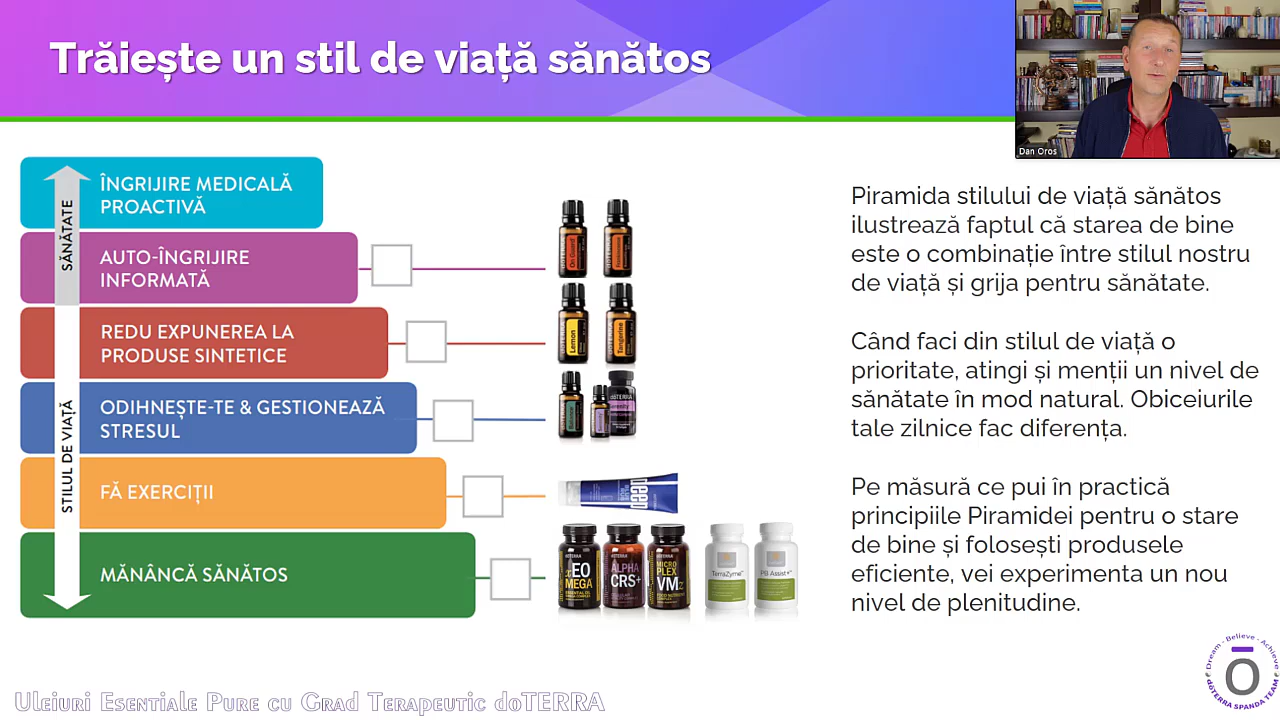 Trăiește un stil de viață sănătos
Dan Oros
SĂNĂTATE
STILUL DE VIAȚĂ
ÎNGRIJIRE MEDICALĂ
PROACTIVĂ
AUTO-ÎNGRIJIRE
INFORMATĂ
REDU EXPUNEREA LA
PRODUSE SINTETICE
ODIHNEȘTE-TE & GESTIONEAZĂ
STRESUL
FĂ EXERCIȚII
MĂNÂNCĂ SĂNĂTOS
Lemon
Tangerine
dōTERRA
deep
xEO
MEGA
ALPHA
CRS+
MICRO
PLEX
VMz
TerraZyme
PB Assist+
Piramida stilului de viață sănătos
ilustrează faptul că starea de bine
este o combinație între stilul nostru
de viață și grija pentru sănătate.
Când faci din stilul de viață o
prioritate, atingi și menții un nivel de
sănătate în mod natural. Obiceiurile
tale zilnice fac diferența.
Pe măsură ce pui în practică
principiile Piramidei pentru o stare
de bine și folosești produsele
eficiente, vei experimenta un nou
nivel de plenitudine.
Uleiuri Esentiale Pure cu Grad Terapeutic doTERRA
Dream - Believe - Achieve
dōTERRA SPANDA TEAM